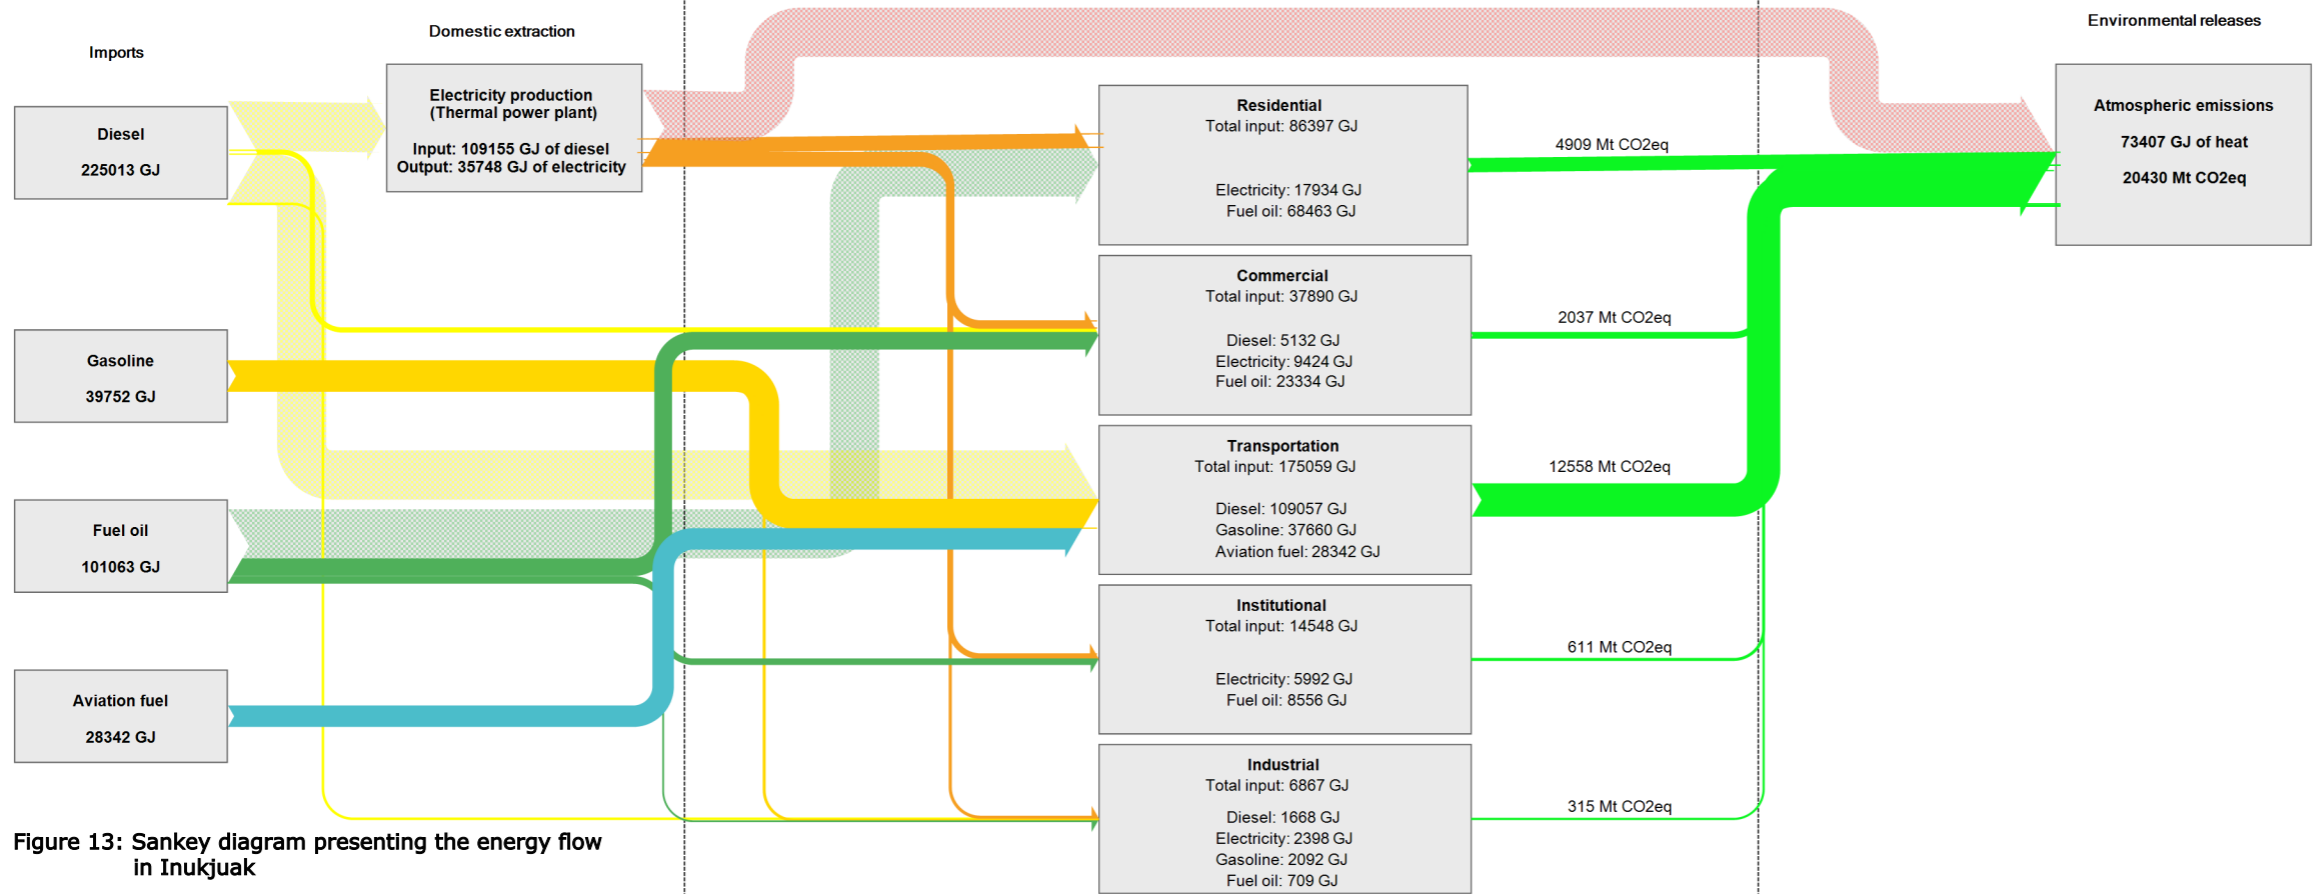 Imports
Domestic extraction
Environmental releases
Diesel
225013 GJ
Gasoline
39752 GJ
Fuel oil
101063 GJ
Aviation fuel
28342 GJ
Electricity production
(Thermal power plant)
Input: 109155 GJ of diesel
Output: 35748 GJ of electricity
Residential
Total input: 86397 GJ
Electricity: 17934 GJ
Fuel oil: 68463 GJ
Commercial
Total input: 37890 GJ
Diesel: 5132 GJ
Electricity: 9424 GJ
Fuel oil: 23334 GJ
Transportation
Total input: 175059 GJ
Diesel: 109057 GJ
Gasoline: 37660 GJ
Aviation fuel: 28342 GJ
Institutional
Total input: 14548 GJ
Electricity: 5992 GJ
Fuel oil: 8556 GJ
Industrial
Total input: 6867 GJ
Diesel: 1668 GJ
Electricity: 2398 GJ
Gasoline: 2092 GJ
Fuel oil: 709 GJ
4909 Mt CO2eq
2037 Mt CO2eq
12558 Mt CO2eq
611 Mt CO2eq
315 Mt CO2eq
Atmospheric emissions
73407 GJ of heat
20430 Mt CO2eq
Figure 13: Sankey diagram presenting the energy flow
in Inukjuak